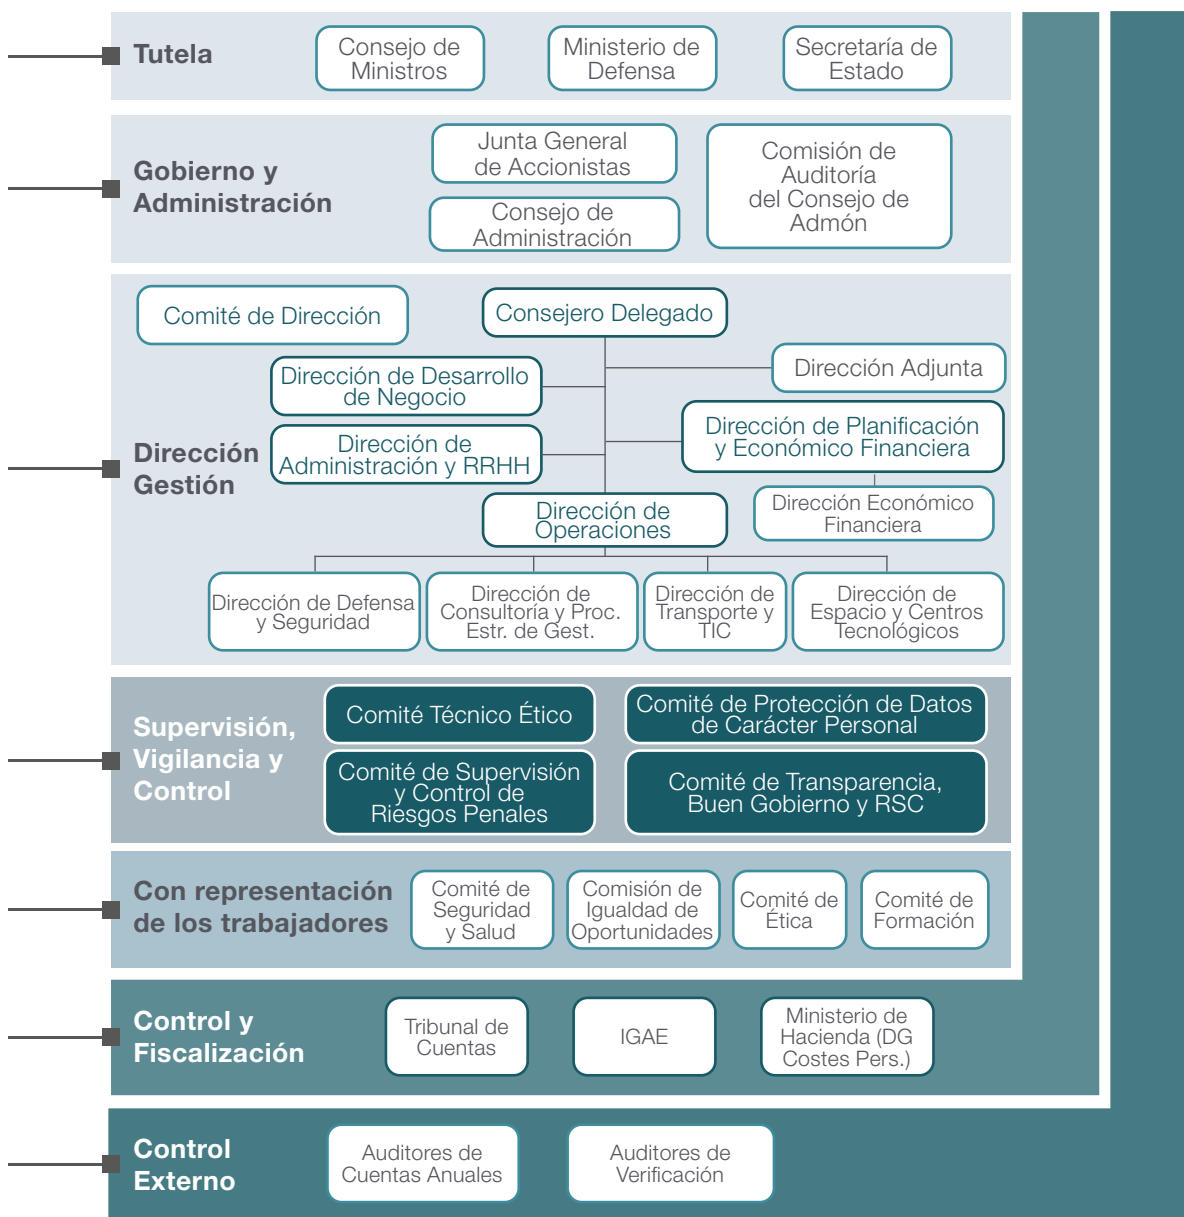 Tutela
Consejo de
Ministros
Ministerio de
Defensa
Secretaría de
Estado
Gobierno y
Administración
Junta General
de Accionistas
Consejo de
Administración
Comisión de
Auditoría
del Consejo de
Admón
Dirección
Gestión
Comité de Dirección
Consejero Delegado
Dirección Adjunta
Dirección de Desarrollo
de Negocio
Dirección de Planificación
y Económico Financiera
Dirección de
Administración y RRHH
Dirección Económico
Financiera
Dirección de
Operaciones
Dirección de Defensa
y Seguridad
Dirección de
Consultoría y Proc.
Estr. de Gest.
Dirección de
Transporte y
TIC
Dirección de
Espacio y Centros
Tecnológicos
Supervisión,
Vigilancia y
Control
Comité Técnico Ético
Comité de Protección de Datos
de Carácter Personal
Comité de Supervisión
y Control de
Riesgos Penales
Comité de Transparencia,
Buen Gobierno y RSC
Con representación
de los trabajadores
Comité de
Seguridad
y Salud
Comisión de
Igualdad de
Oportunidades
Comité de
Ética
Comité de
Formación
Control y
Fiscalización
Tribunal de
Cuentas
IGAE
Ministerio de
Hacienda (DG
Costes Pers.)
Control
Externo
Auditores de
Cuentas Anuales
Auditores de
Verificación